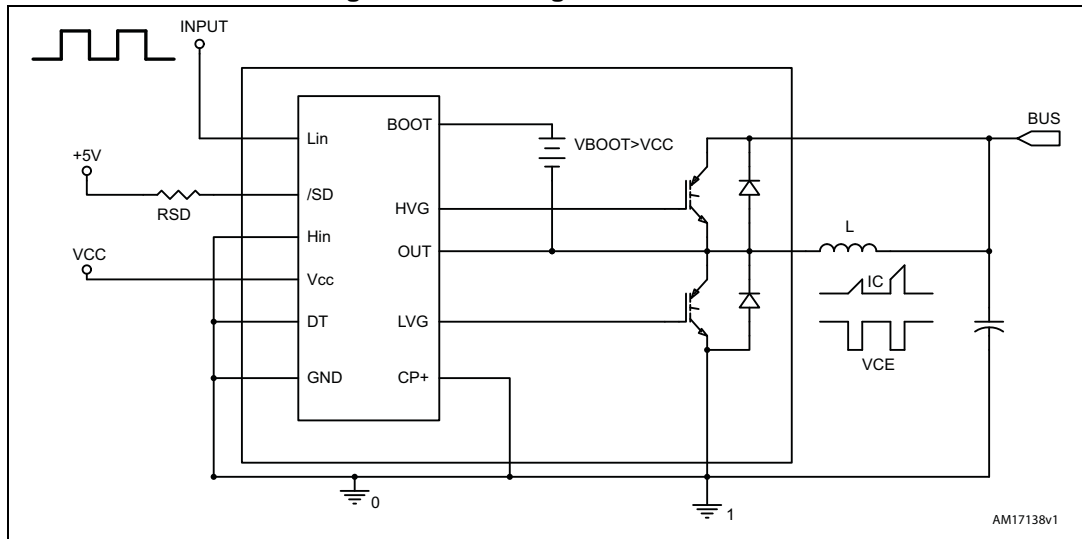 INPUT
BUS
BOOT
Lin
VBOOT>VCC
+5V
/SD
RSD
HVG
Hin
OUT
L
VCC
Vcc
IC
DT
LVG
VCE
GND
CP+
0
1
AM17138v1